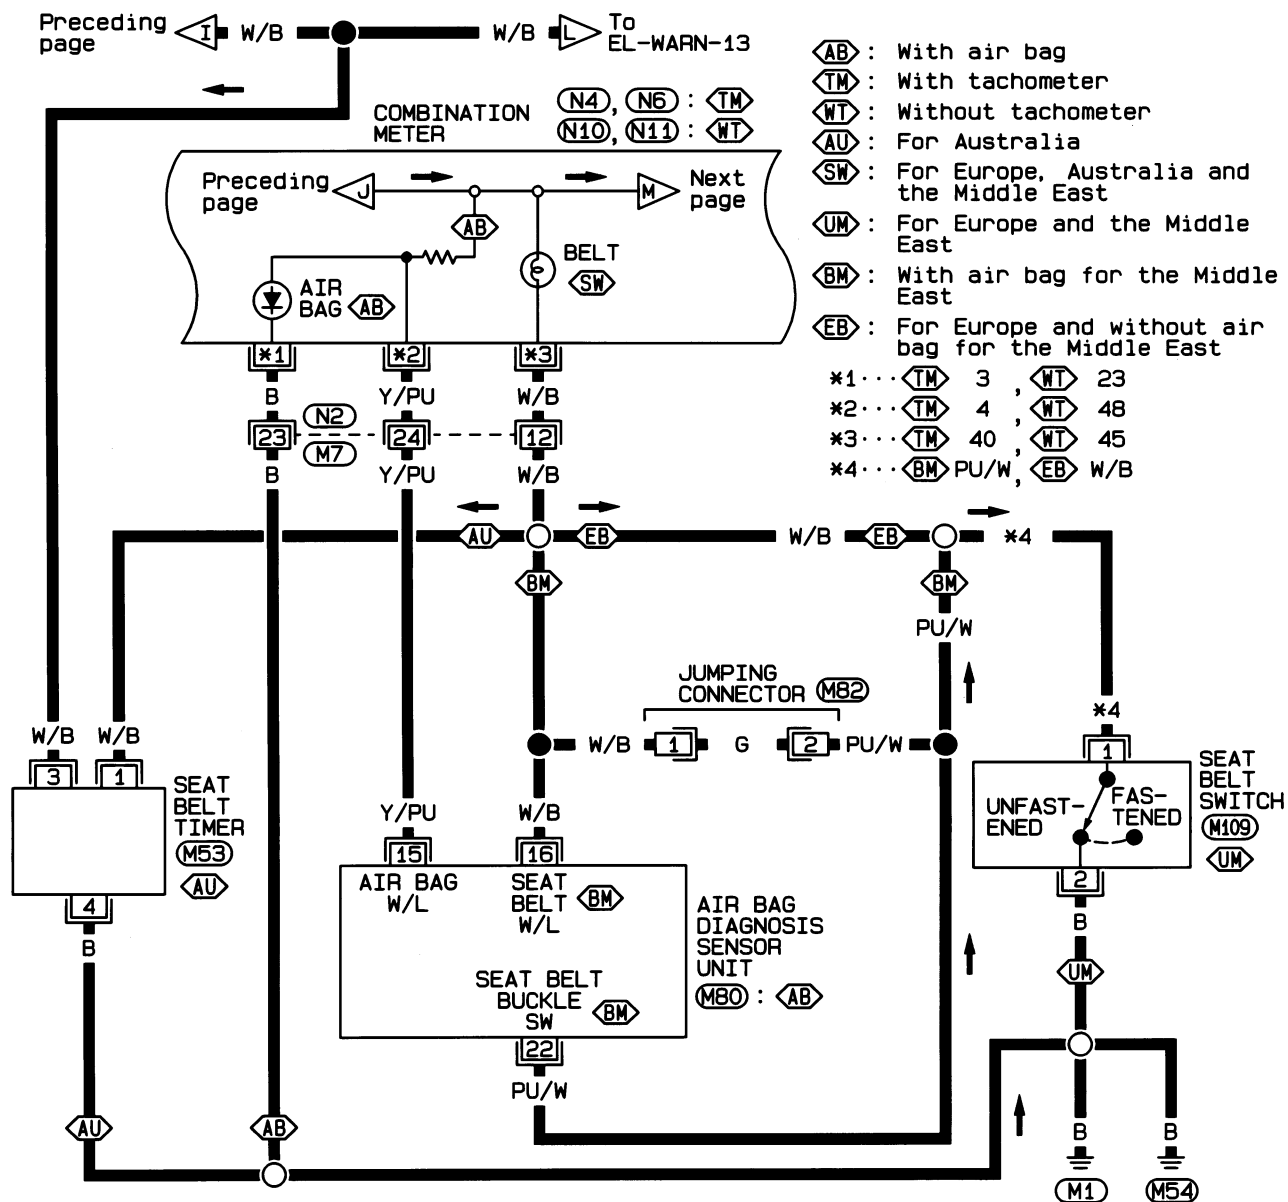 Preceding page
I
W/B
W/B
L
To EL-WARN-13
AB : With air bag
TM : With tachometer
WT : Without tachometer
AU : For Australia
SW : For Europe, Australia and
the Middle East
UM : For Europe and the Middle
East
BM : With air bag for the Middle
East
EB : For Europe and without air
bag for the Middle East
*1··· TM 3 , WT 23
*2··· TM 4 , WT 48
*3··· TM 40 , WT 45
*4··· BM PU/W, EB W/B
COMBINATION
METER
N4, N6 : TM
N10, N11 : WT
Preceding
page
J
M
Next
page
AB
BELT
SW
AIR
BAG
AB
*1
*2
*3
B
Y/PU
W/B
N2
23
24
12
M7
B
Y/PU
W/B
AU
EB
W/B
EB
*4
BM
BM
PU/W
JUMPING
CONNECTOR M82
W/B
1
G
2
PU/W
*4
W/B
W/B
3
1
SEAT
BELT
TIMER
M53
AU
4
B
Y/PU
W/B
15
16
AIR BAG
W/L
SEAT
BELT
W/L
BM
SEAT BELT
BUCKLE
SW
BM
22
PU/W
AIR BAG
DIAGNOSIS
SENSOR
UNIT
M80 : AB
1
UNFAST-
ENED
FAS-
TENED
SEAT
BELT
SWITCH
M109
UM
2
B
UM
AU
AB
B
B
M1
M54